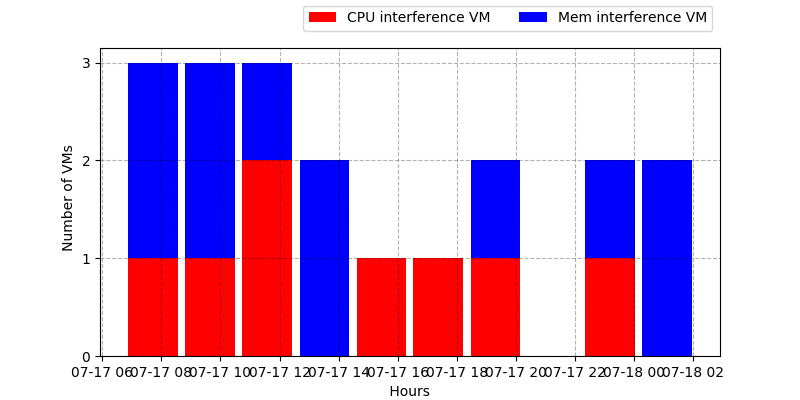 CPU interference VM Mem interference VM
3
2
1
0
Number of VMs
07-17 06 07-17 08 07-17 10 07-17 12 07-17 14 07-17 16 07-17 18 07-17 20 07-17 22 07-18 00 07-18 02
Hours